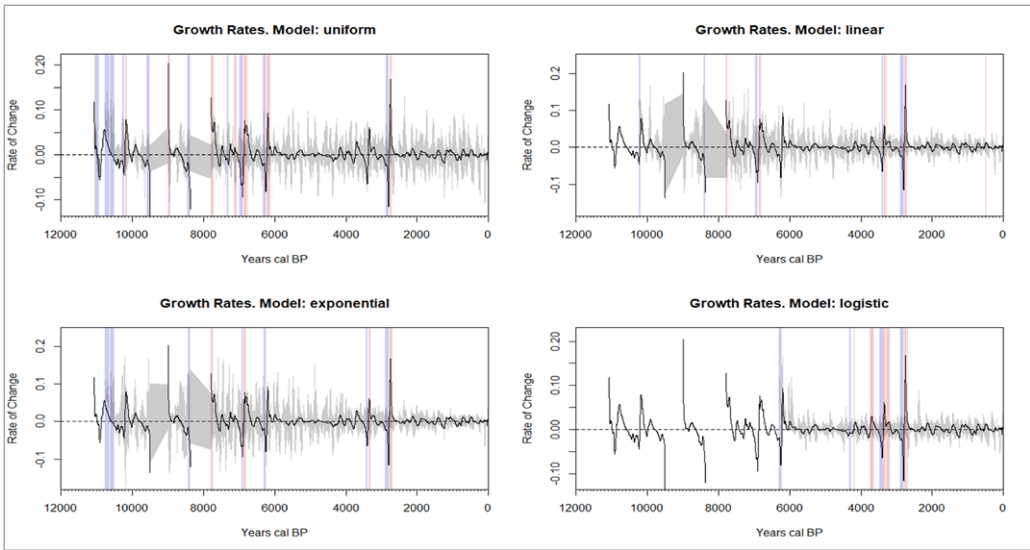 Growth Rates. Model: uniform
Rate of Change
0.20
0.10
0.00
-0.10
12000 10000 8000 6000 4000 2000 0
Years cal BP
Growth Rates. Model: linear
Rate of Change
0.2
0.1
0.0
-0.1
12000 10000 8000 6000 4000 2000 0
Years cal BP
Growth Rates. Model: exponential
Rate of Change
0.2
0.1
0.0
-0.1
12000 10000 8000 6000 4000 2000 0
Years cal BP
Growth Rates. Model: logistic
Rate of Change
0.20
0.10
0.00
-0.10
12000 10000 8000 6000 4000 2000 0
Years cal BP